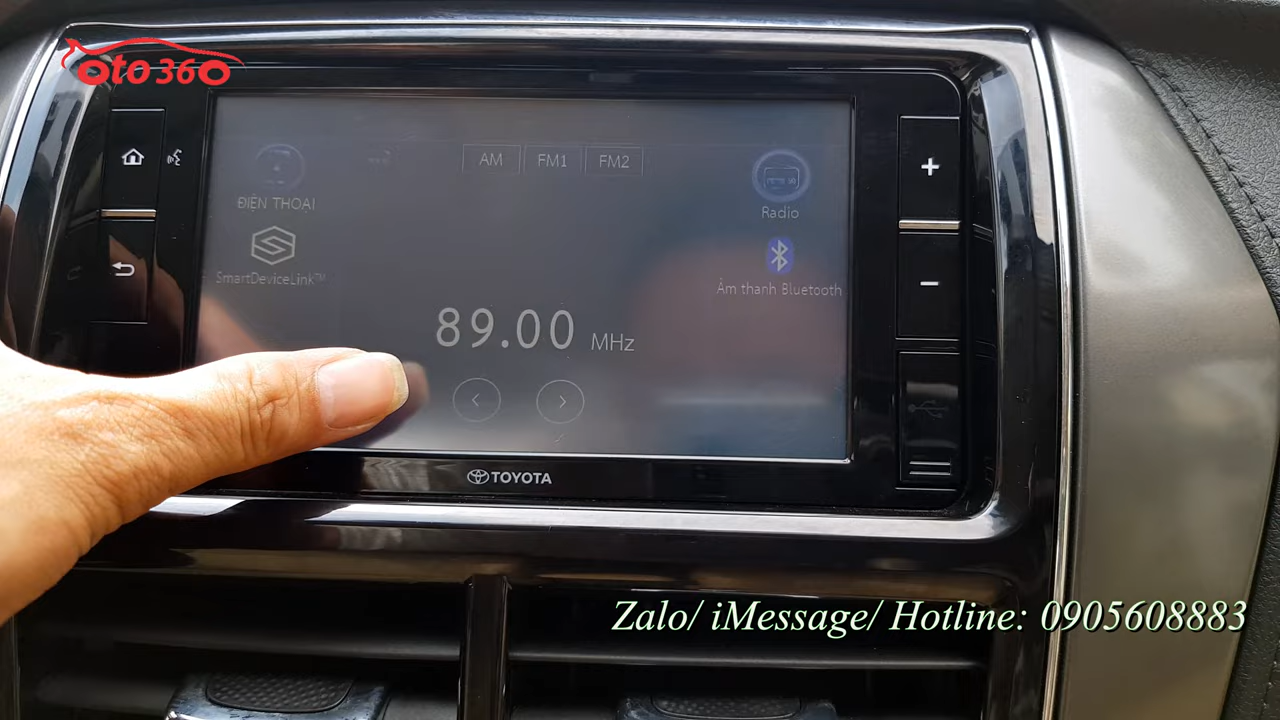 oto360
AM FM1 FM2
ĐIỆN THOẠI
Radio
SmartDeviceLink™
Âm thanh Bluetooth
89.00 MHz
TOYOTA
Zalo/ iMessage/ Hotline: 0905608883